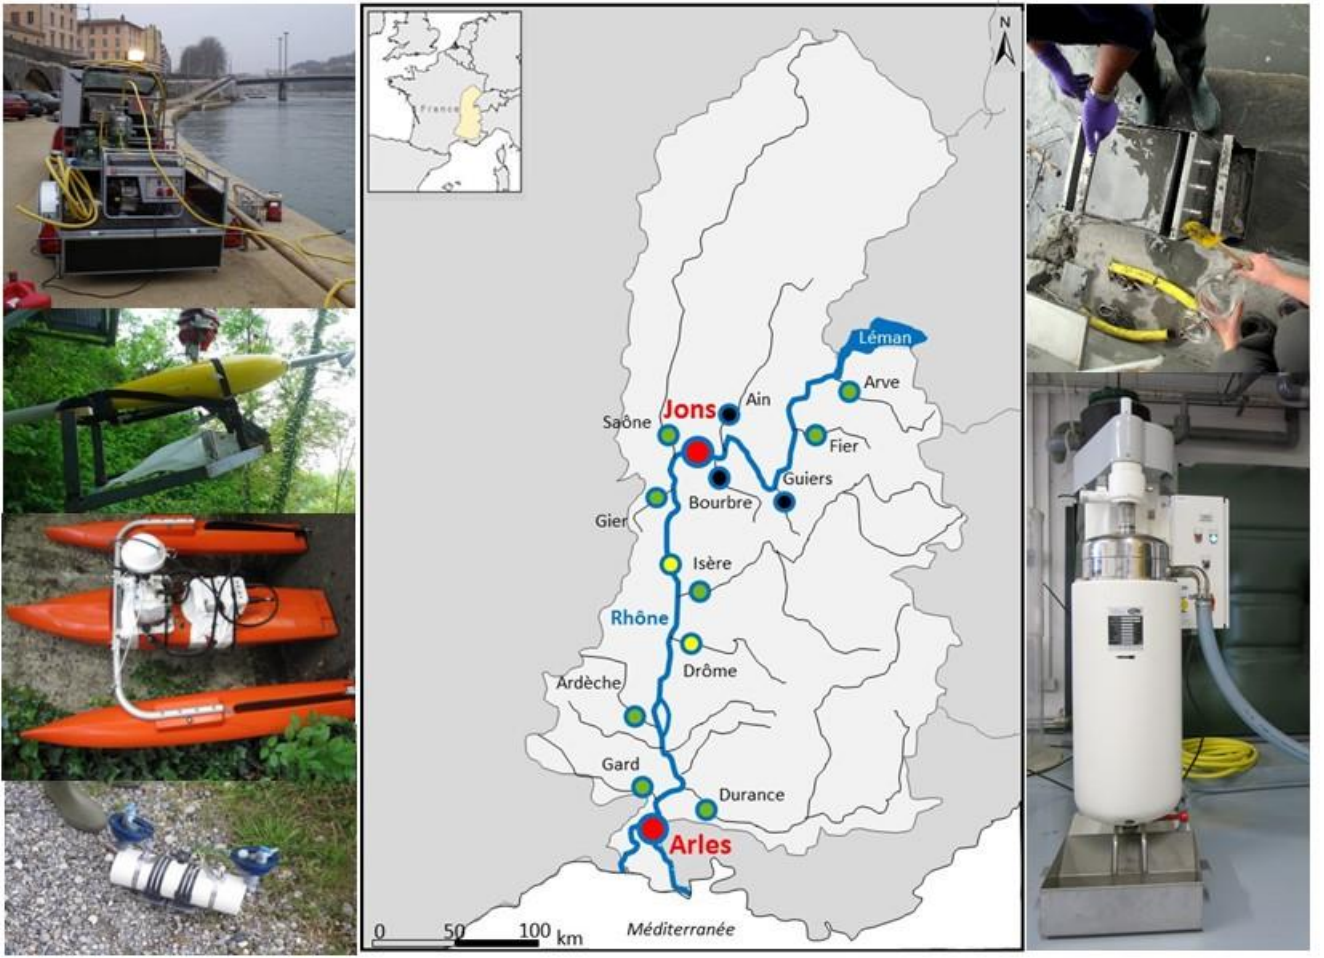 N
France
Léman
Arve
Jons
Ain
Saône
Fier
Guiers
Bourbre
Gier
Isère
Rhône
Drôme
Ardèche
Gard
Durance
Arles
Méditerranée
0 50 100 km